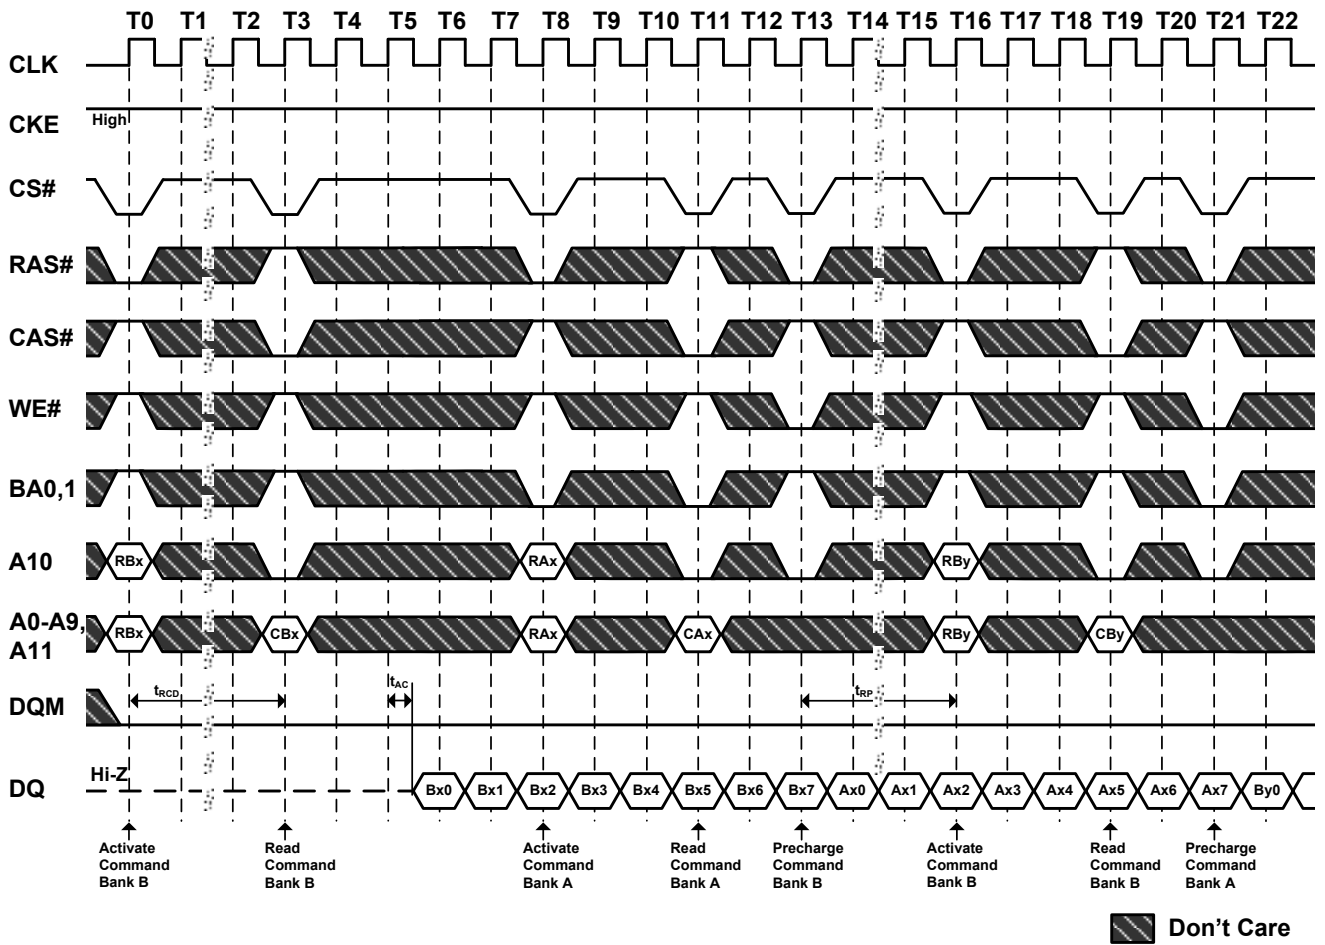 T0 T1 T2 T3 T4 T5 T6 T7 T8 T9 T10 T11 T12 T13 T14 T15 T16 T17 T18 T19 T20 T21 T22
CLK
CKE High
CS#
RAS#
CAS#
WE#
BA0,1
A10 RBx RAx RBy
A0-A9,
A11
RBx CBx RAx CAx RBy CBy
DQM tRCD tAC tRP
DQ Hi-Z Bx0 Bx1 Bx2 Bx3 Bx4 Bx5 Bx6 Bx7 Ax0 Ax1 Ax2 Ax3 Ax4 Ax5 Ax6 Ax7 By0
Activate
Command
Bank B
Read
Command
Bank B
Activate
Command
Bank A
Read
Command
Bank A
Precharge
Command
Bank B
Activate
Command
Bank B
Read
Command
Bank B
Precharge
Command
Bank A
Don't Care